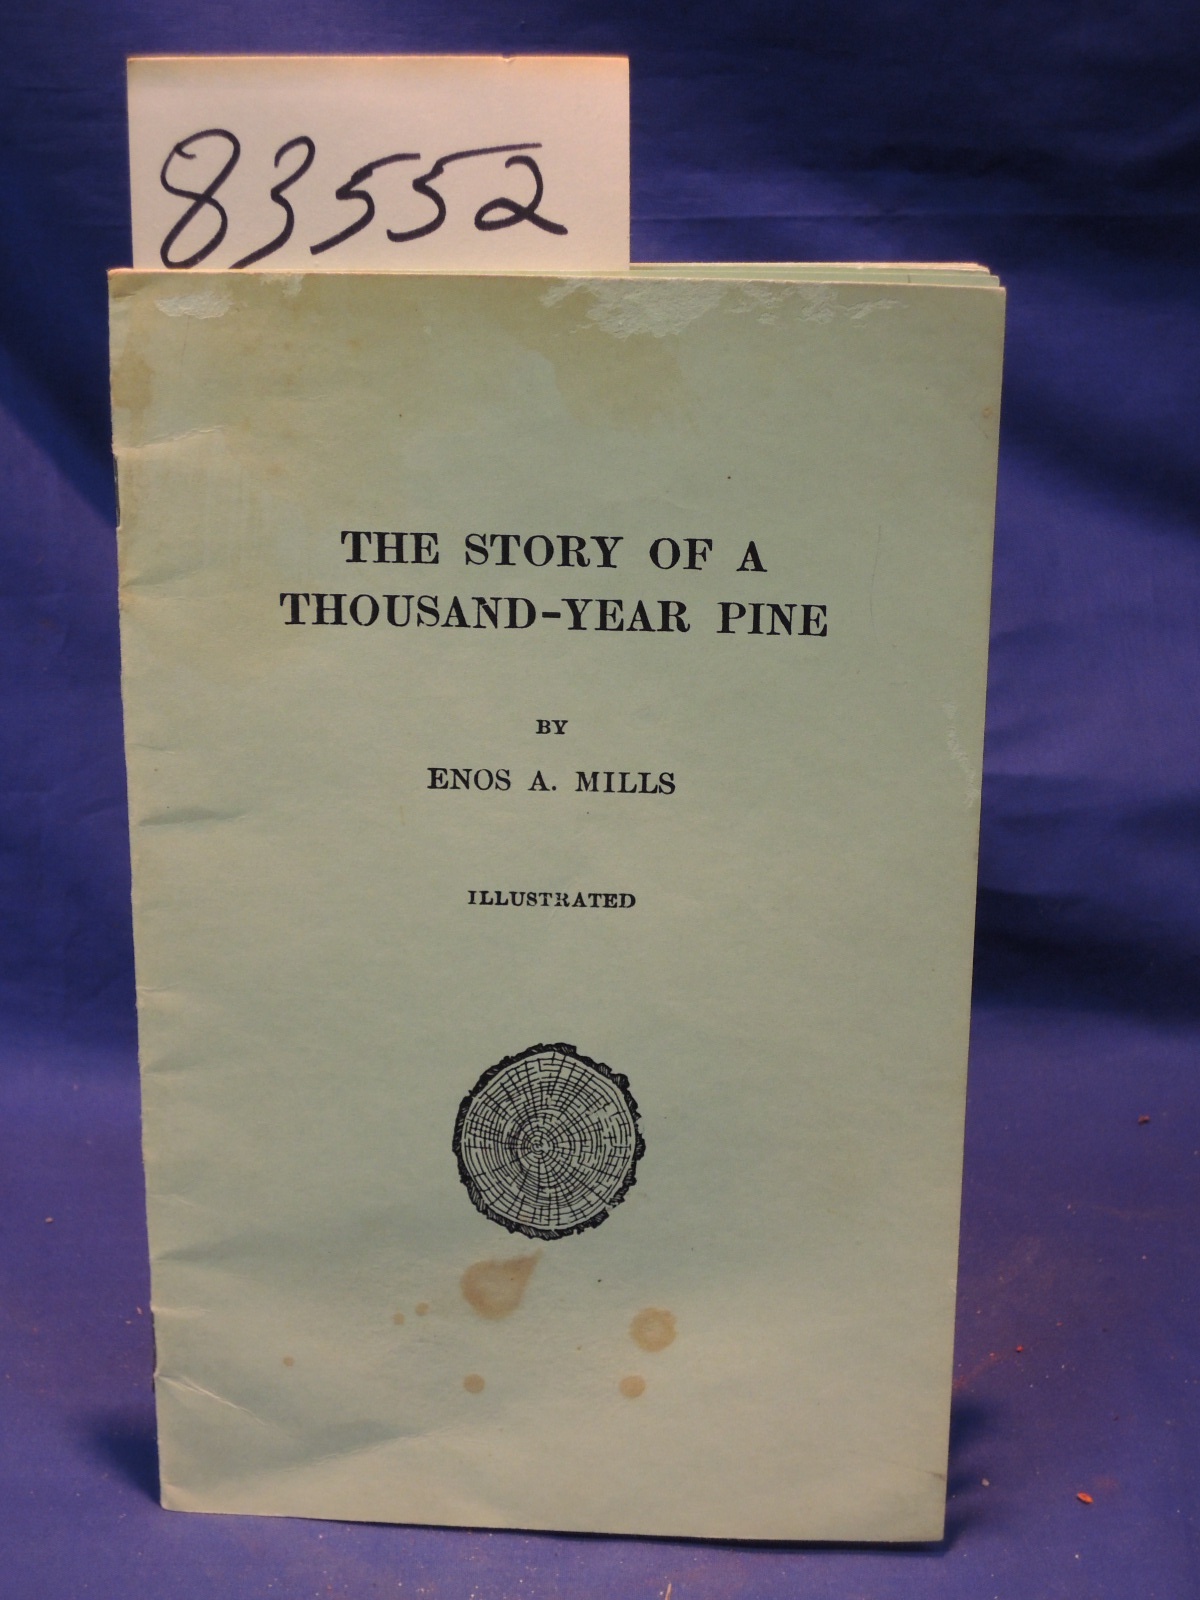 83552
THE STORY OF A
THOUSAND-YEAR PINE
BY
ENOS A. MILLS
ILLUSTRATED